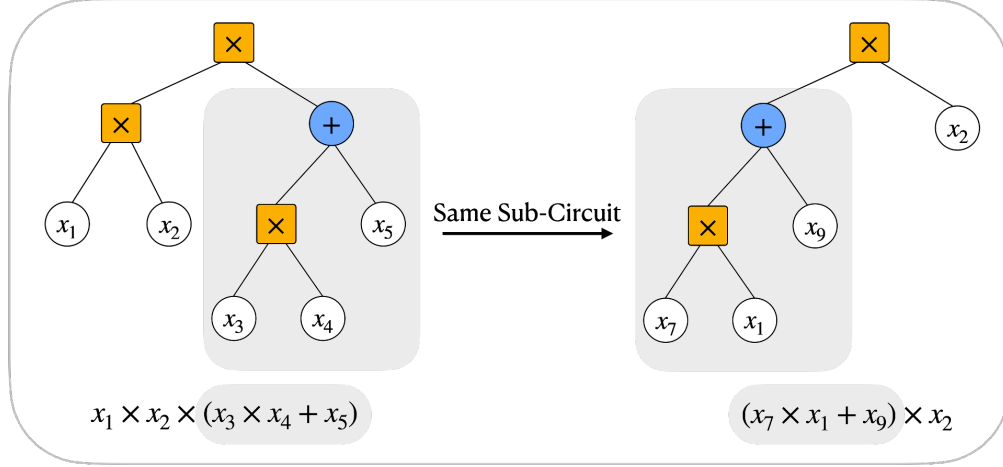 ×
×
+
x₁
x₂
×
x₅
x₃
x₄
x₁ × x₂ × (x₃ × x₄ + x₅)
Same Sub-Circuit
×
+
x₂
×
x₉
x₇
x₁
(x₇ × x₁ + x₉) × x₂